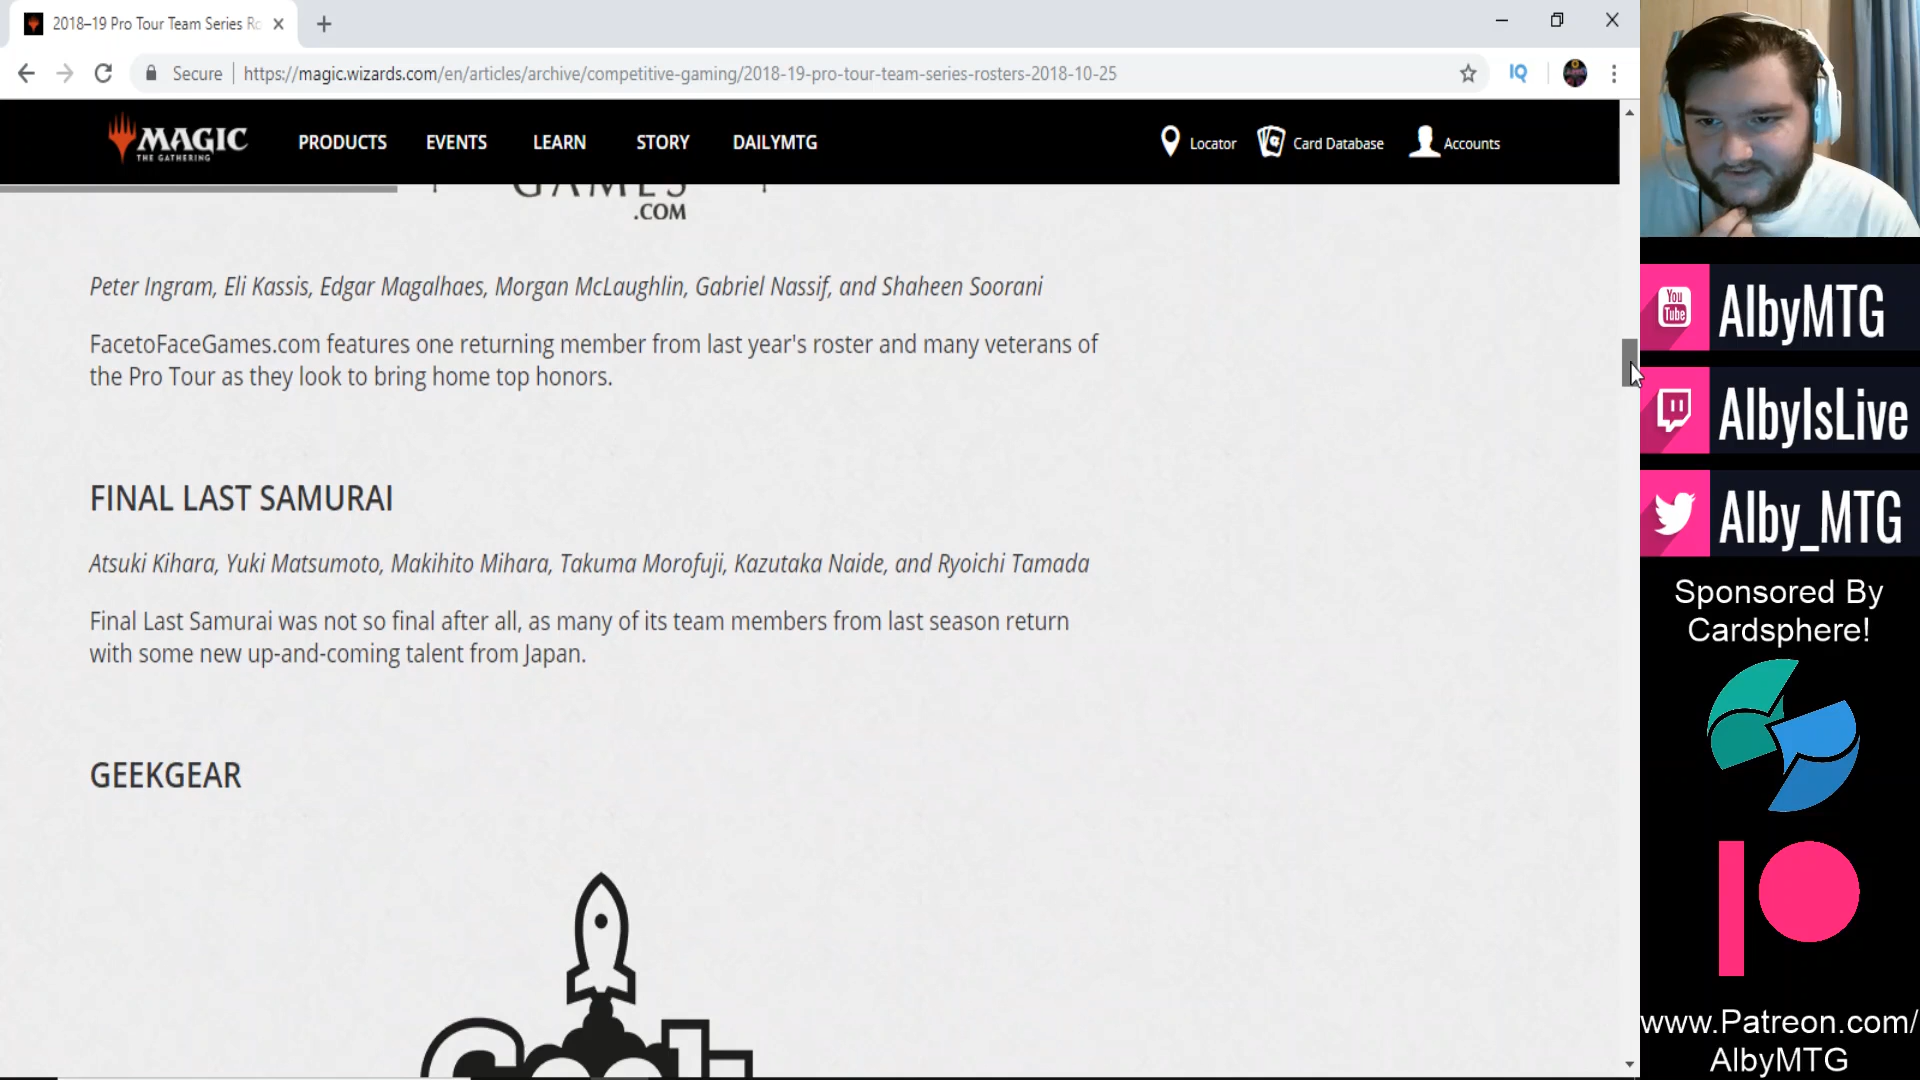 2018–19 Pro Tour Team Series Ro
Secure
https://magic.wizards.com/en/articles/archive/competitive-gaming/2018-19-pro-tour-team-series-rosters-2018-10-25
IQ
MAGIC
THE GATHERING
PRODUCTS
EVENTS
LEARN
STORY
DAILYMTG
Locator
Card Database
Accounts
GAMES
.COM
Peter Ingram, Eli Kassis, Edgar Magalhaes, Morgan McLaughlin, Gabriel Nassif, and Shaheen Soorani
FacetoFaceGames.com features one returning member from last year's roster and many veterans of
the Pro Tour as they look to bring home top honors.
FINAL LAST SAMURAI
Atsuki Kihara, Yuki Matsumoto, Makihito Mihara, Takuma Morofuji, Kazutaka Naide, and Ryoichi Tamada
Final Last Samurai was not so final after all, as many of its team members from last season return
with some new up-and-coming talent from Japan.
GEEKGEAR
Geek
You
Tube
AlbyMTG
AlbyIsLive
Alby_MTG
Sponsored By
Cardsphere!
www.Patreon.com/
AlbyMTG